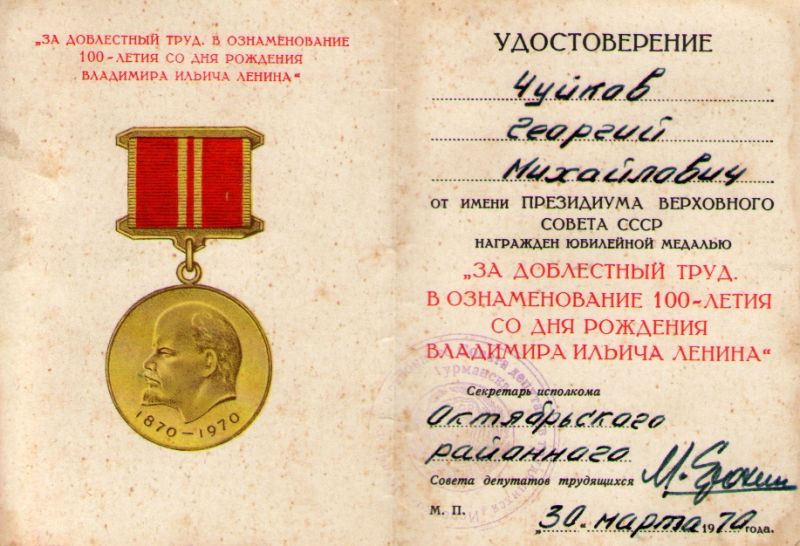 „ЗА ДОБЛЕСТНЫЙ ТРУД. В ОЗНАМЕНОВАНИЕ
100-ЛЕТИЯ СО ДНЯ РОЖДЕНИЯ
ВЛАДИМИРА ИЛЬИЧА ЛЕНИНА“
1870-1970
УДОСТОВЕРЕНИЕ
Чуйков
Георгий
Михайлович
ОТ ИМЕНИ ПРЕЗИДИУМА ВЕРХОВНОГО
СОВЕТА СССР
НАГРАЖДЕН ЮБИЛЕЙНОЙ МЕДАЛЬЮ
„ЗА ДОБЛЕСТНЫЙ ТРУД.
В ОЗНАМЕНОВАНИЕ 100-ЛЕТИЯ
СО ДНЯ РОЖДЕНИЯ
ВЛАДИМИРА ИЛЬИЧА ЛЕНИНА“
Секретарь исполкома
Октябрьского
районного
Совета депутатов трудящихся
М. П.
„30“ марта 1970 года.